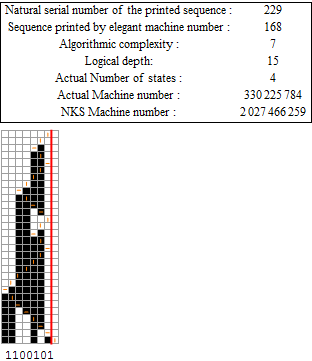 Natural serial number of the printed sequence : 229
Sequence printed by elegant machine number : 168
Algorithmic complexity : 7
Logical depth: 15
Actual Number of states : 4
Actual Machine number : 330 225 784
NKS Machine number : 2 027 466 259
1100101